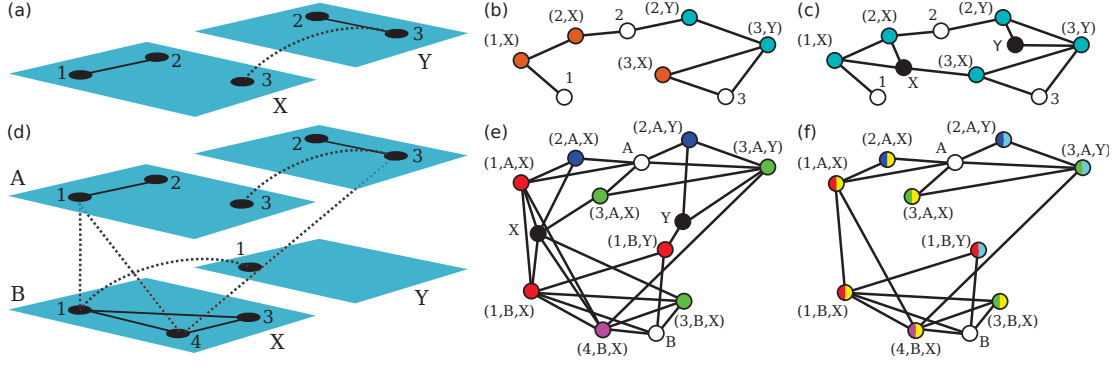 (a)
2
3
Y
1
2
3
X
(b)
(2,X)
2
(2,Y)
(1,X)
(3,Y)
(3,X)
1
3
(c)
(2,X)
2
(2,Y)
(1,X)
(3,Y)
Y
X
(3,X)
1
3
(d)
2
3
A
1
2
3
1
Y
B
1
3
4
X
(e)
(2,A,X)
A
(2,A,Y)
(1,A,X)
(3,A,Y)
(3,A,X)
X
Y
(1,B,Y)
(1,B,X)
(3,B,X)
(4,B,X)
B
(f)
(2,A,X)
A
(2,A,Y)
(1,A,X)
(3,A,Y)
(3,A,X)
(1,B,Y)
(1,B,X)
(3,B,X)
(4,B,X)
B